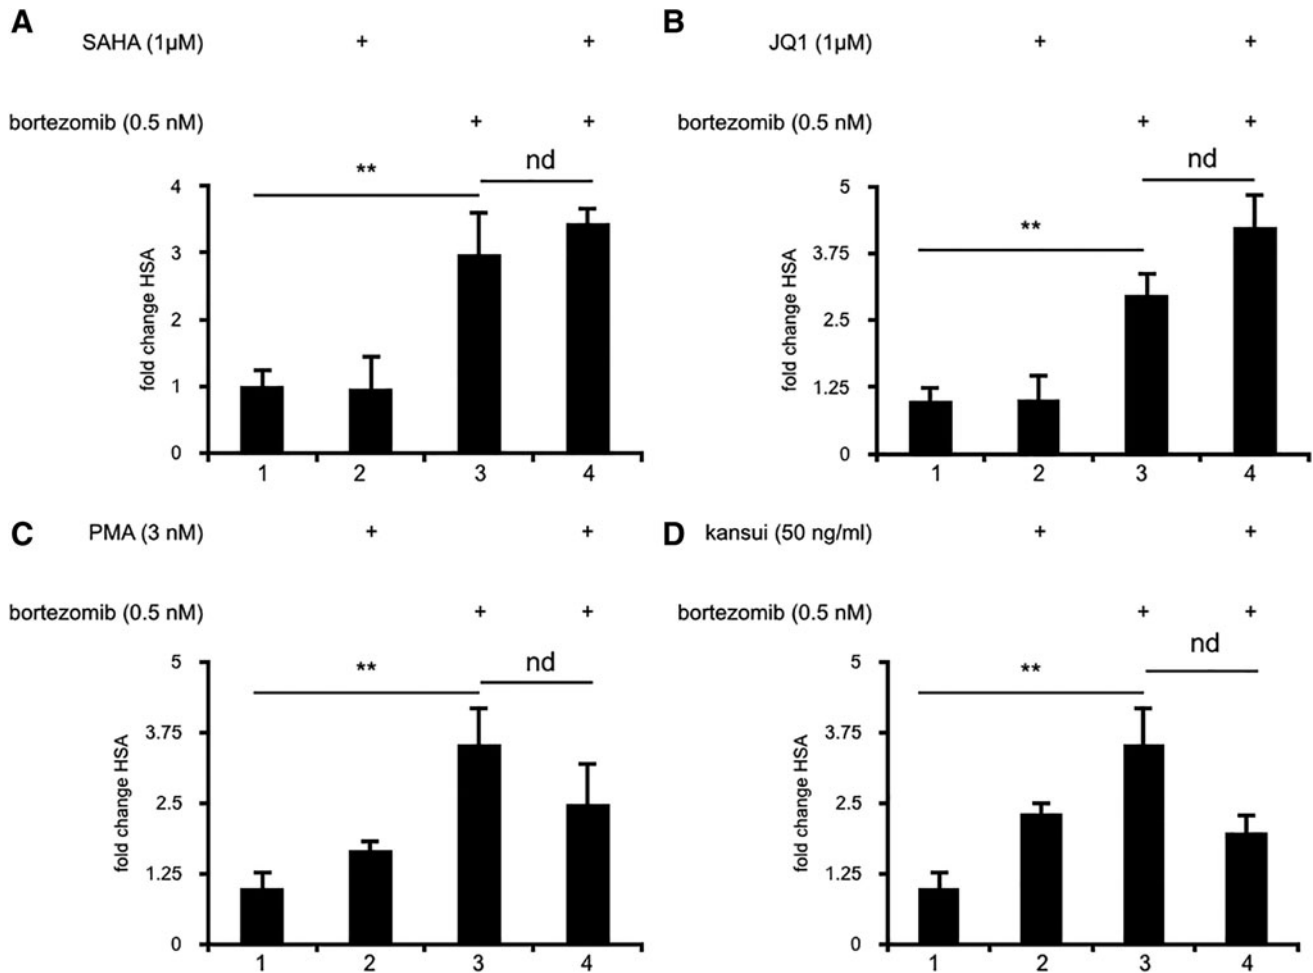 A
SAHA (1µM) + +
bortezomib (0.5 nM) + +
** nd
fold change HSA
4
3
2
1
0
1 2 3 4
B
JQ1 (1µM) + +
bortezomib (0.5 nM) + +
** nd
fold change HSA
5
3.75
2.5
1.25
0
1 2 3 4
C
PMA (3 nM) + +
bortezomib (0.5 nM) + +
** nd
fold change HSA
5
3.75
2.5
1.25
0
1 2 3 4
D
kansui (50 ng/ml) + +
bortezomib (0.5 nM) + +
** nd
fold change HSA
5
3.75
2.5
1.25
0
1 2 3 4